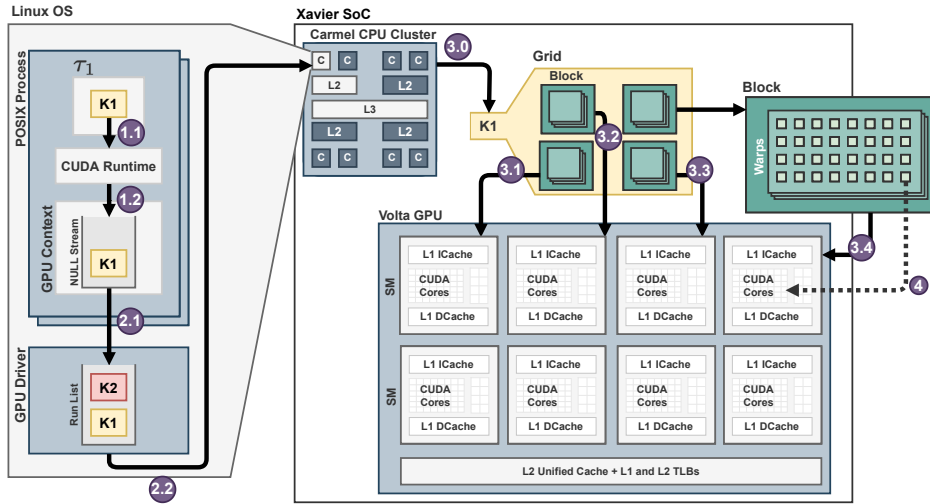 Linux OS
POSIX Process
τ1
K1
1.1
CUDA Runtime
1.2
GPU Context
NULL Stream
K1
2.1
GPU Driver
Run List
K2
K1
2.2
Xavier SoC
Carmel CPU Cluster
C
C
C
C
L2
L2
L3
L2
L2
C
C
C
C
3.0
K1
Grid
Block
3.2
3.1
3.3
Block
Warps
3.4
4
Volta GPU
SM
L1 ICache
CUDA
Cores
L1 DCache
L1 ICache
CUDA
Cores
L1 DCache
L1 ICache
CUDA
Cores
L1 DCache
L1 ICache
CUDA
Cores
L1 DCache
SM
L1 ICache
CUDA
Cores
L1 DCache
L1 ICache
CUDA
Cores
L1 DCache
L1 ICache
CUDA
Cores
L1 DCache
L1 ICache
CUDA
Cores
L1 DCache
L2 Unified Cache + L1 and L2 TLBs